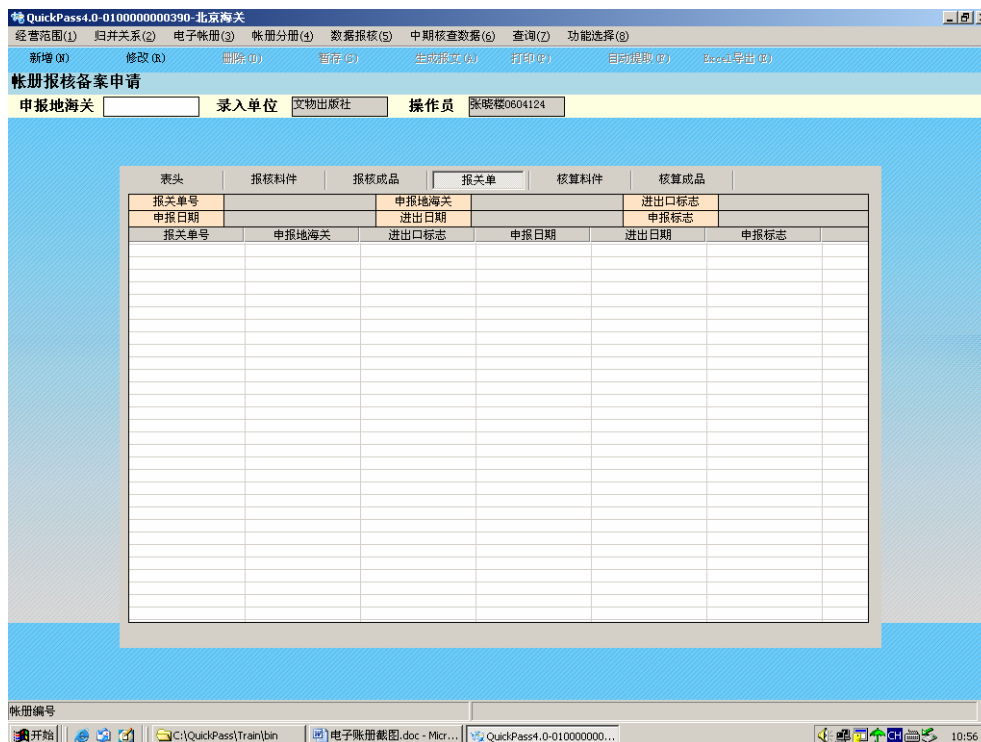 QuickPass4.0-0100000000390-北京海关
经营范围(1) 归并关系(2) 电子帐册(3) 帐册分册(4) 数据报核(5) 中期核查数据(6) 查询(7) 功能选择(8)
新增(N) 修改(R) 删除(D) 暂存(S) 生成报文(A) 打印(P) 自动提取(F) Excel导出(E)
帐册报核备案申请
申报地海关 录入单位 文物出版社 操作员 张晓楼0604124
表头 报核料件 报核成品 报关单 核算料件 核算成品
报关单号 申报地海关 进出口标志
申报日期 进出日期 申报标志
报关单号 申报地海关 进出口标志 申报日期 进出日期 申报标志
帐册编号
开始 C:\QuickPass\Train\bin 电子账册截图.doc - Micr... QuickPass4.0-010000000... CH 10:56